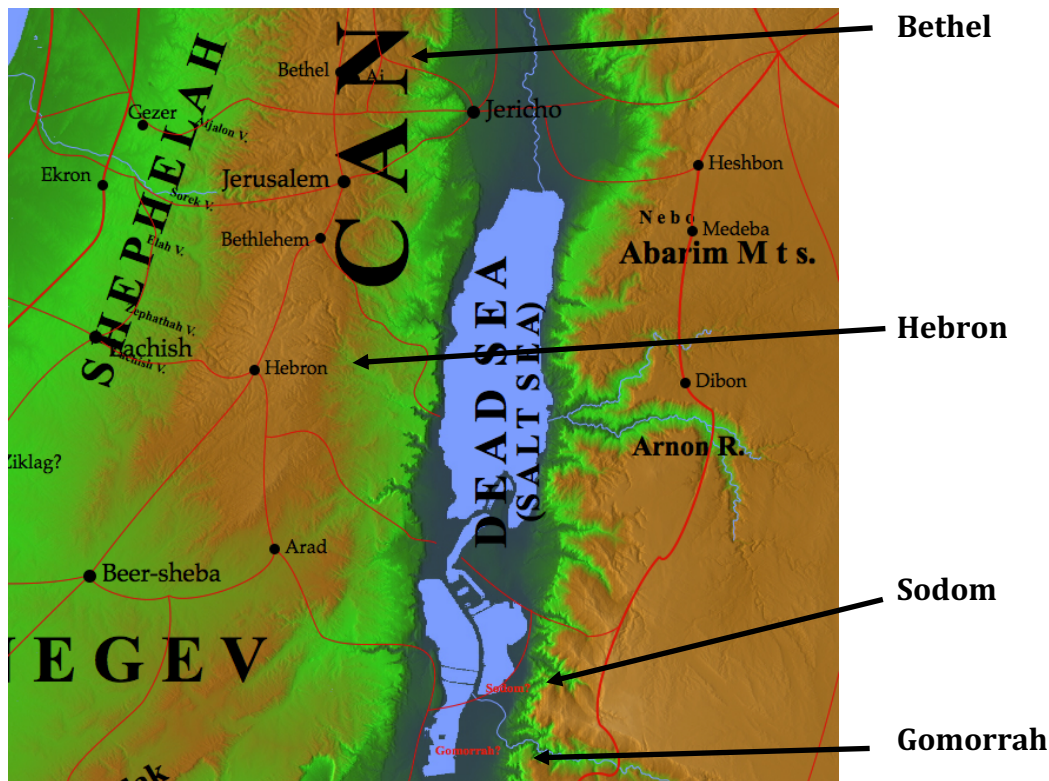 Bethel
CAN
Bethel
Ai
SHEPHELAH
Gezer
Aijalon V.
Jericho
Ekron
Jerusalem
Heshbon
Sorek V.
Nebo
Medeba
Bethlehem
Elah V.
Abarim Mts.
DEAD SEA
(SALT SEA)
Zephathah V.
Hebron
Lachish
Lachish V.
Hebron
Dibon
Arnon R.
Ziklag?
Arad
Beer-sheba
Sodom
NEGEV
Sodom?
Gomorrah
Gomorrah?